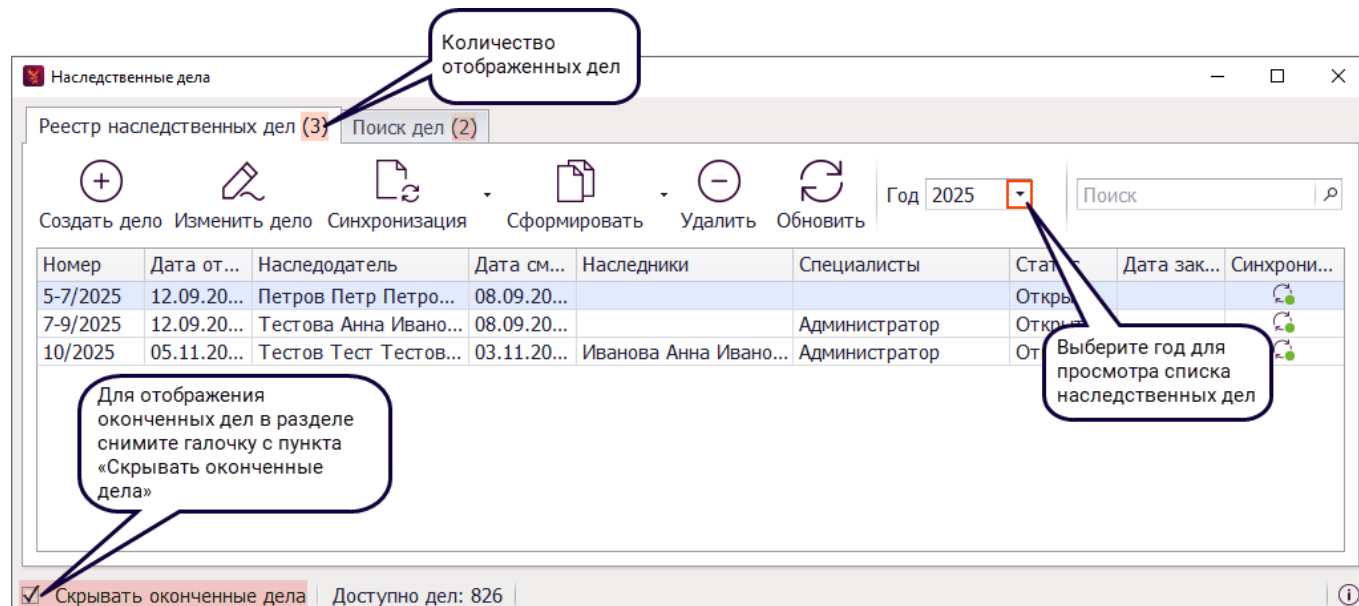 Количество
отображенных дел
Наследственные дела
Реестр наследственных дел (3)
Поиск дел (2)
Создать дело Изменить дело Синхронизация Сформировать Удалить Обновить Год 2025 Поиск
Номер Дата от... Наследодатель Дата см... Наследники Специалисты Дата зак... Синхрони...
5-7/2025 12.09.20... Петров Петр Петро... 08.09.20...
7-9/2025 12.09.20... Тестова Анна Ивано... 08.09.20... Администратор
10/2025 05.11.20... Тестов Тест Тестов... 03.11.20... Иванова Анна Ивано... Администратор
Выберите год для
просмотра списка
наследственных дел
Для отображения
оконченных дел в разделе
снимите галочку с пункта
«Скрывать оконченные
дела»
Скрывать оконченные дела Доступно дел: 826